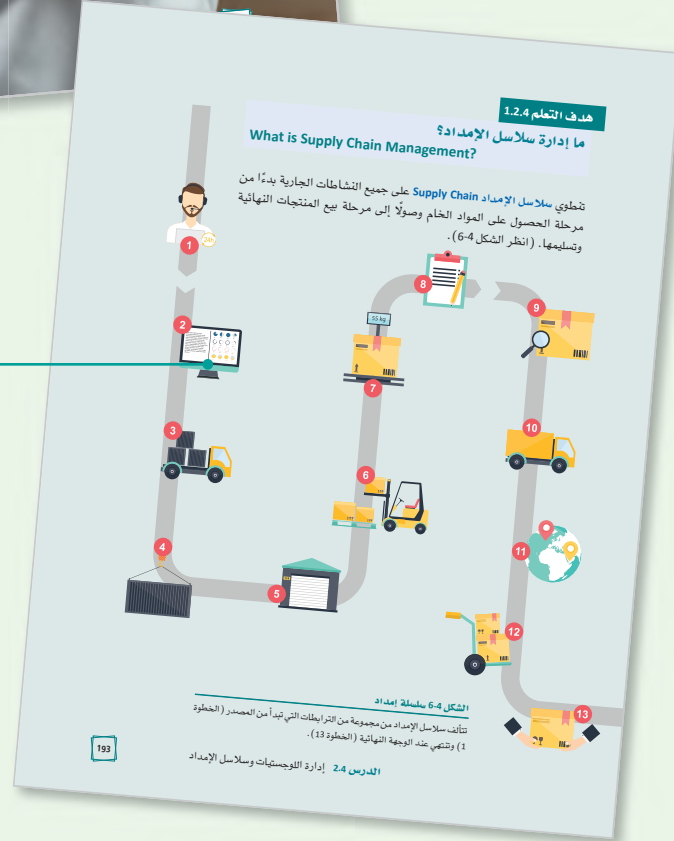 هدف التعلم 1.2.4
ما إدارة سلاسل الإمداد؟
What is Supply Chain Management?
تنطوي سلاسل الإمداد Supply Chain على جميع النشاطات الجارية بدءًا من
مرحلة الحصول على المواد الخام وصولًا إلى مرحلة بيع المنتجات النهائية
وتسليمها. (انظر الشكل 4-6).
1
24h
2
3
4
5
6
7
55 kg
8
9
10
11
12
13
الشكل 4-6 سلسلة إمداد
تتألف سلاسل الإمداد من مجموعة من الترابطات التي تبدأ من المصدر (الخطوة
1) وتنتهي عند الوجهة النهائية (الخطوة 13).
الدرس 2.4 إدارة اللوجستيات وسلاسل الإمداد
193